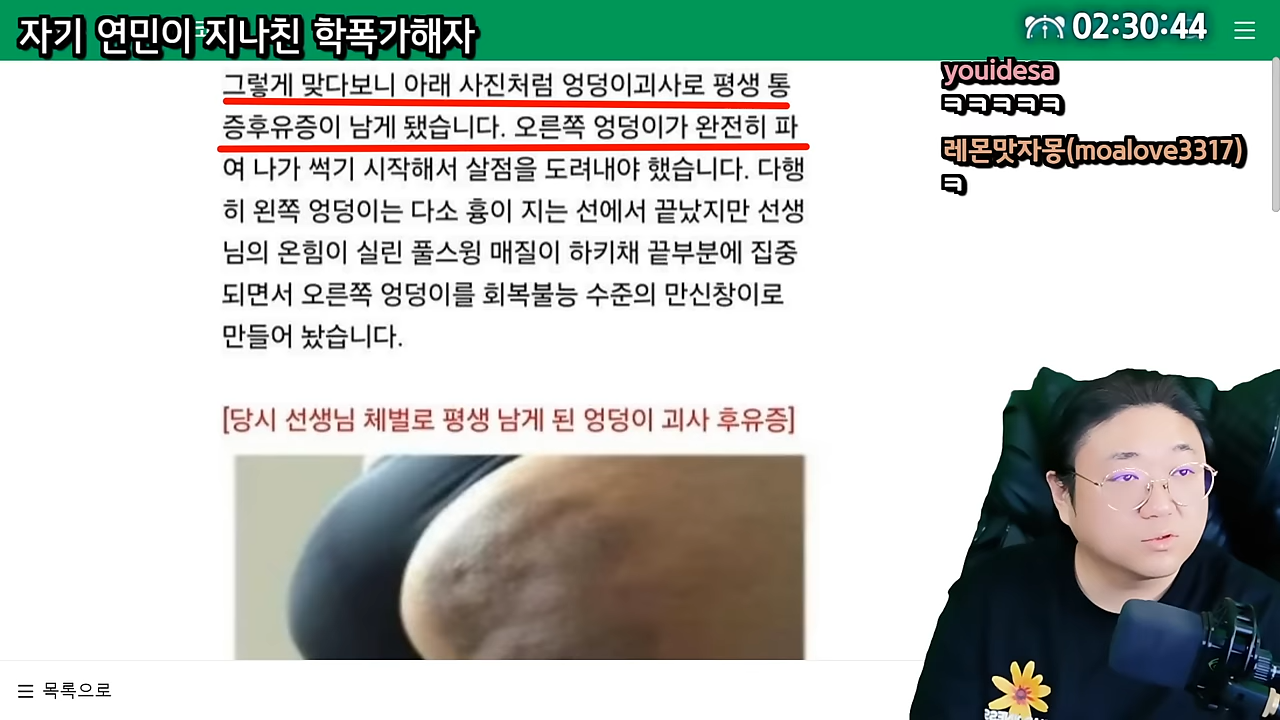 자기 연민이 지나친 학폭가해자
02:30:44
youidesa
ㅋㅋㅋㅋㅋ
레몬맛자몽(moalove3317)
ㅋ
그렇게 맞다보니 아래 사진처럼 엉덩이괴사로 평생 통
증후유증이 남게 됐습니다. 오른쪽 엉덩이가 완전히 파
여 나가 썩기 시작해서 살점을 도려내야 했습니다. 다행
히 왼쪽 엉덩이는 다소 흉이 지는 선에서 끝났지만 선생
님의 온힘이 실린 풀스윙 매질이 하키채 끝부분에 집중
되면서 오른쪽 엉덩이를 회복불능 수준의 만신창이로
만들어 놨습니다.
[당시 선생님 체벌로 평생 남게 된 엉덩이 괴사 후유증]
목록으로